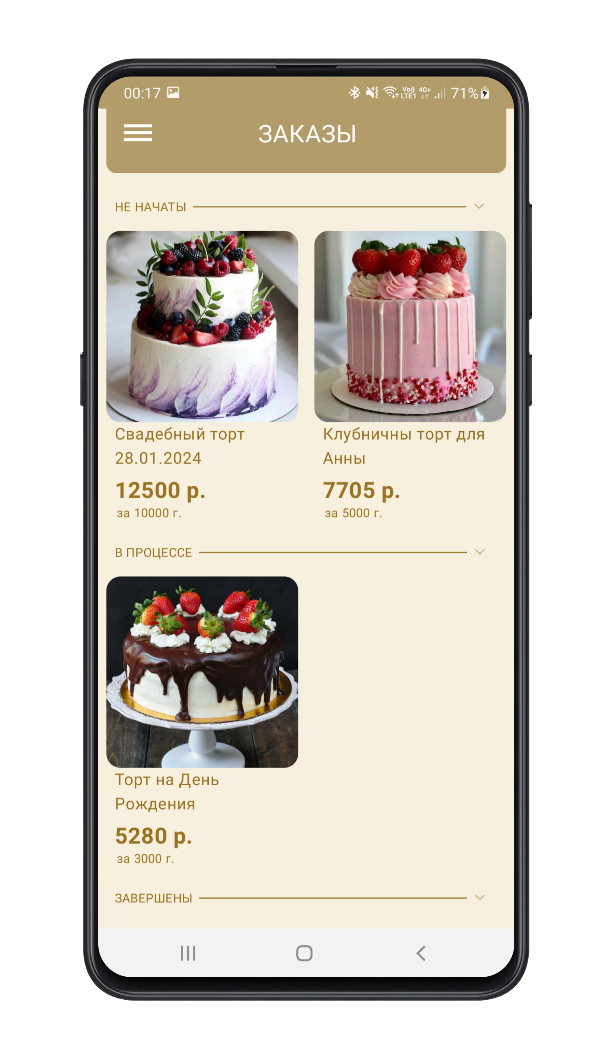 00:17 71%
ЗАКАЗЫ
НЕ НАЧАТЫ
Свадебный торт
28.01.2024
12500 р.
за 10000 г.
Клубничны торт для
Анны
7705 р.
за 5000 г.
В ПРОЦЕССЕ
Торт на День
Рождения
5280 р.
за 3000 г.
ЗАВЕРШЕНЫ